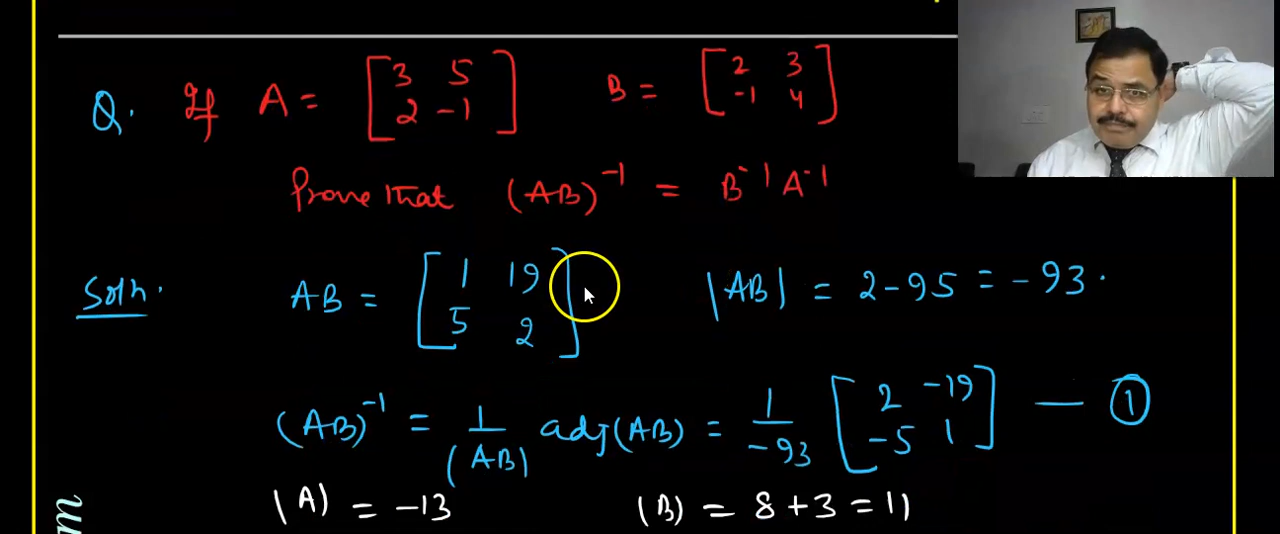 Q. If A = [3 5 2 -1] B = [2 3 -1 4]
Prove that (AB)⁻¹ = B⁻¹A⁻¹
Soln. AB = [1 19 5 2] |AB| = 2-95 = -93.
(AB)⁻¹ = 1/(AB) adj(AB) = 1/-93 [2 -19 -5 1] — ①
(A) = -13 (B) = 8+3 = 11
m